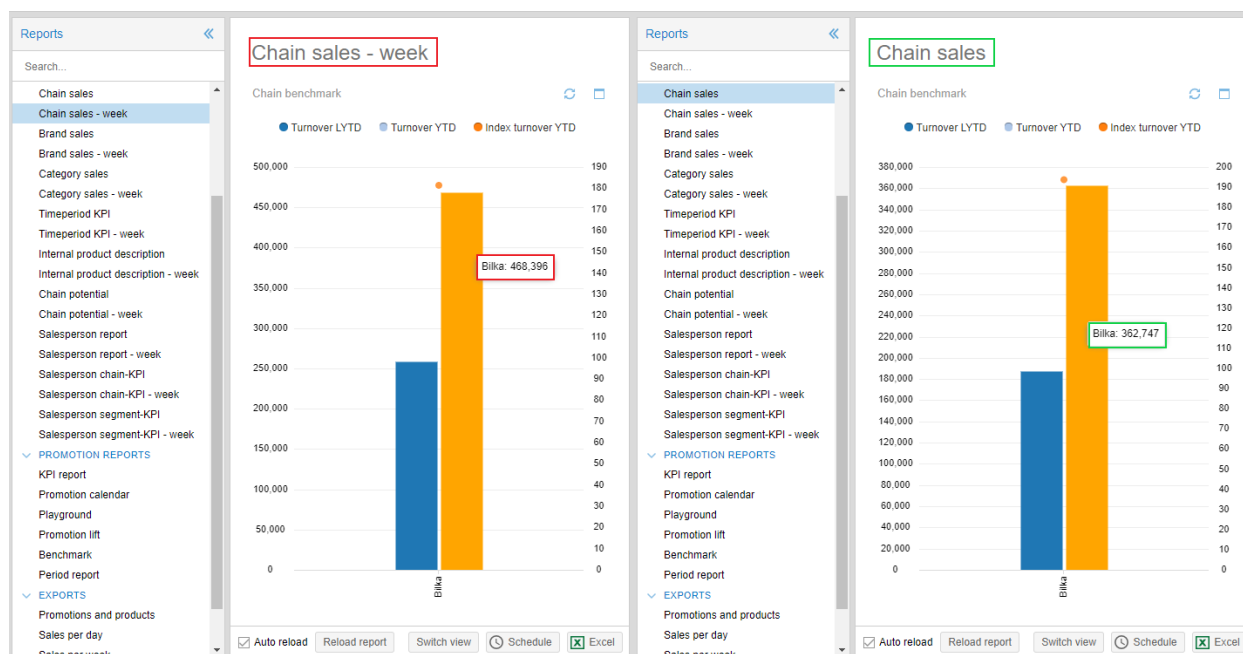 Reports
Search...
Chain sales
Chain sales - week
Brand sales
Brand sales - week
Category sales
Category sales - week
Timeperiod KPI
Timeperiod KPI - week
Internal product description
Internal product description - week
Chain potential
Chain potential - week
Salesperson report
Salesperson report - week
Salesperson chain-KPI
Salesperson chain-KPI - week
Salesperson segment-KPI
Salesperson segment-KPI - week
PROMOTION REPORTS
KPI report
Promotion calendar
Playground
Promotion lift
Benchmark
Period report
EXPORTS
Promotions and products
Sales per day
Sales per week
Chain sales - week
Chain benchmark
Turnover LYTD Turnover YTD Index turnover YTD
500,000
450,000
400,000
350,000
300,000
250,000
200,000
150,000
100,000
50,000
0
190
180
170
160
150
140
130
120
110
100
90
80
70
60
50
40
30
20
10
0
Bilka: 468,396
Bilka
Auto reload Reload report Switch view Schedule Excel
Reports
Search...
Chain sales
Chain sales - week
Brand sales
Brand sales - week
Category sales
Category sales - week
Timeperiod KPI
Timeperiod KPI - week
Internal product description
Internal product description - week
Chain potential
Chain potential - week
Salesperson report
Salesperson report - week
Salesperson chain-KPI
Salesperson chain-KPI - week
Salesperson segment-KPI
Salesperson segment-KPI - week
PROMOTION REPORTS
KPI report
Promotion calendar
Playground
Promotion lift
Benchmark
Period report
EXPORTS
Promotions and products
Sales per day
Sales per week
Chain sales
Chain benchmark
Turnover LYTD Turnover YTD Index turnover YTD
380,000
360,000
340,000
320,000
300,000
280,000
260,000
240,000
220,000
200,000
180,000
160,000
140,000
120,000
100,000
80,000
60,000
40,000
20,000
0
200
190
180
170
160
150
140
130
120
110
100
90
80
70
60
50
40
30
20
10
0
Bilka: 362,747
Bilka
Auto reload Reload report Switch view Schedule Excel